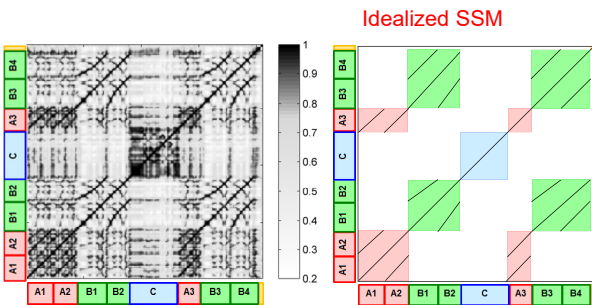 Idealized SSM
B4
B3
A3
C
B2
B1
A2
A1
A1 A2 B1 B2 C A3 B3 B4
1
0.9
0.8
0.7
0.6
0.5
0.4
0.3
0.2
B4
B3
A3
C
B2
B1
A2
A1
A1 A2 B1 B2 C A3 B3 B4